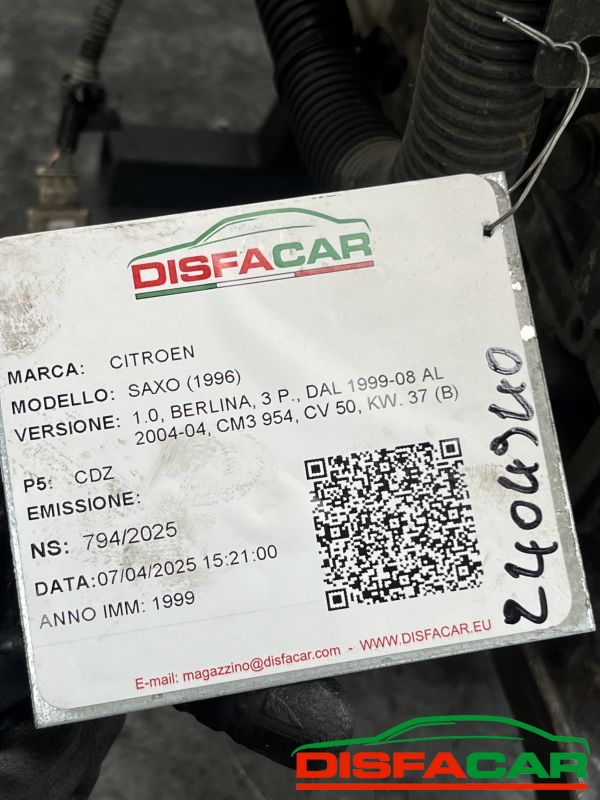 DISFACAR
MARCA: CITROEN
MODELLO: SAXO (1996)
VERSIONE: 1.0, BERLINA, 3 P., DAL 1999-08 AL
2004-04, CM3 954, CV 50, KW. 37 (B)
P5: CDZ
EMISSIONE:
NS: 794/2025
DATA:07/04/2025 15:21:00
ANNO IMM: 1999
E-mail: magazzino@disfacar.com - WWW.DISFACAR.EU
2404940
DISFACAR